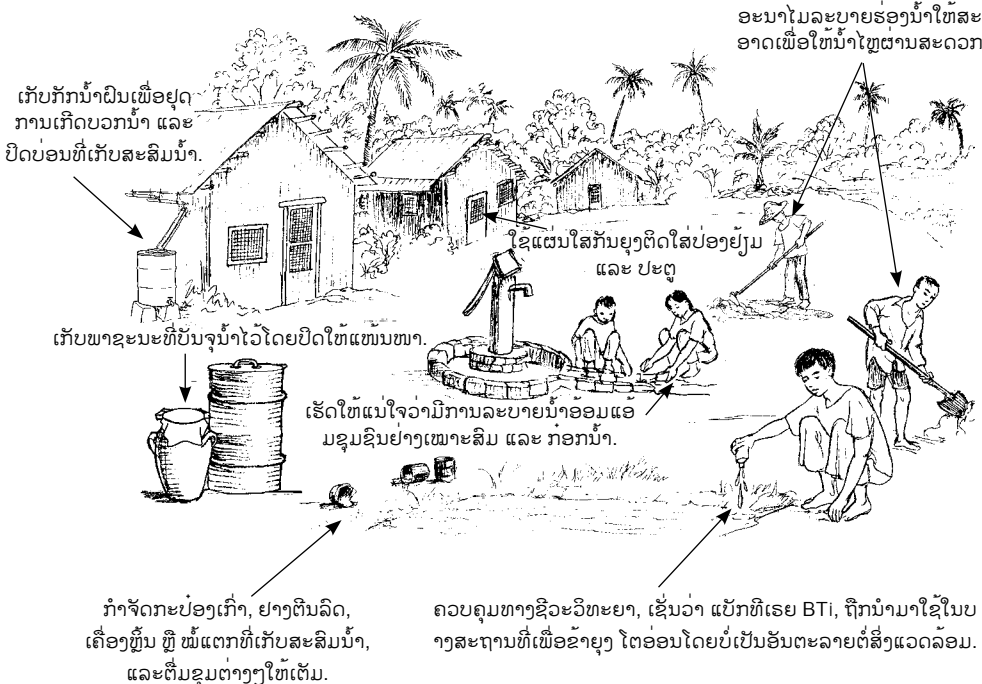 ອະນາໄມລະບາຍຮ່ອງນ້ຳໃຫ້ສະ
ອາດເພື່ອໃຫ້ນ້ຳໄຫຼຜ່ານສະດວກ
ເກັບກັກນ້ຳຝົນເພື່ອຢຸດ
ການເກີດບວກນ້ຳ ແລະ
ປິດບ່ອນທີ່ເກັບສະສົມນ້ຳ.
ໃຊ້ແຜ່ນໃສກັນຍຸງຕິດໃສ່ປ່ອງຢ້ຽມ
ແລະ ປະຕູ
ເກັບພາຊະນະທີ່ບັນຈຸນ້ຳໄວ້ໂດຍປິດໃຫ້ແໜ້ນໜາ.
ເຮັດໃຫ້ແນ່ໃຈວ່າມີການລະບາຍນ້ຳອ້ອມແອ້
ມຊຸມຊົນຢ່າງເໝາະສົມ ແລະ ກ໋ອກນ້ຳ.
ກຳຈັດກະປ໋ອງເກົ່າ, ຢາງຕີນລົດ,
ເຄື່ອງຫຼິ້ນ ຫຼື ໝໍ້ແຕກທີ່ເກັບສະສົມນ້ຳ,
ແລະຕື່ມຂຸມຕ່າງໆໃຫ້ເຕັມ.
ຄວບຄຸມທາງຊີວະວິທະຍາ, ເຊັ່ນວ່າ ແບັກທີເຣຍ BTi, ຖືກນຳມາໃຊ້ໃນບ
າງສະຖານທີ່ເພື່ອຂ້າຍຸງ ໂຕອ່ອນໂດຍບໍ່ເປັນອັນຕະລາຍຕໍ່ສິ່ງແວດລ້ອມ.